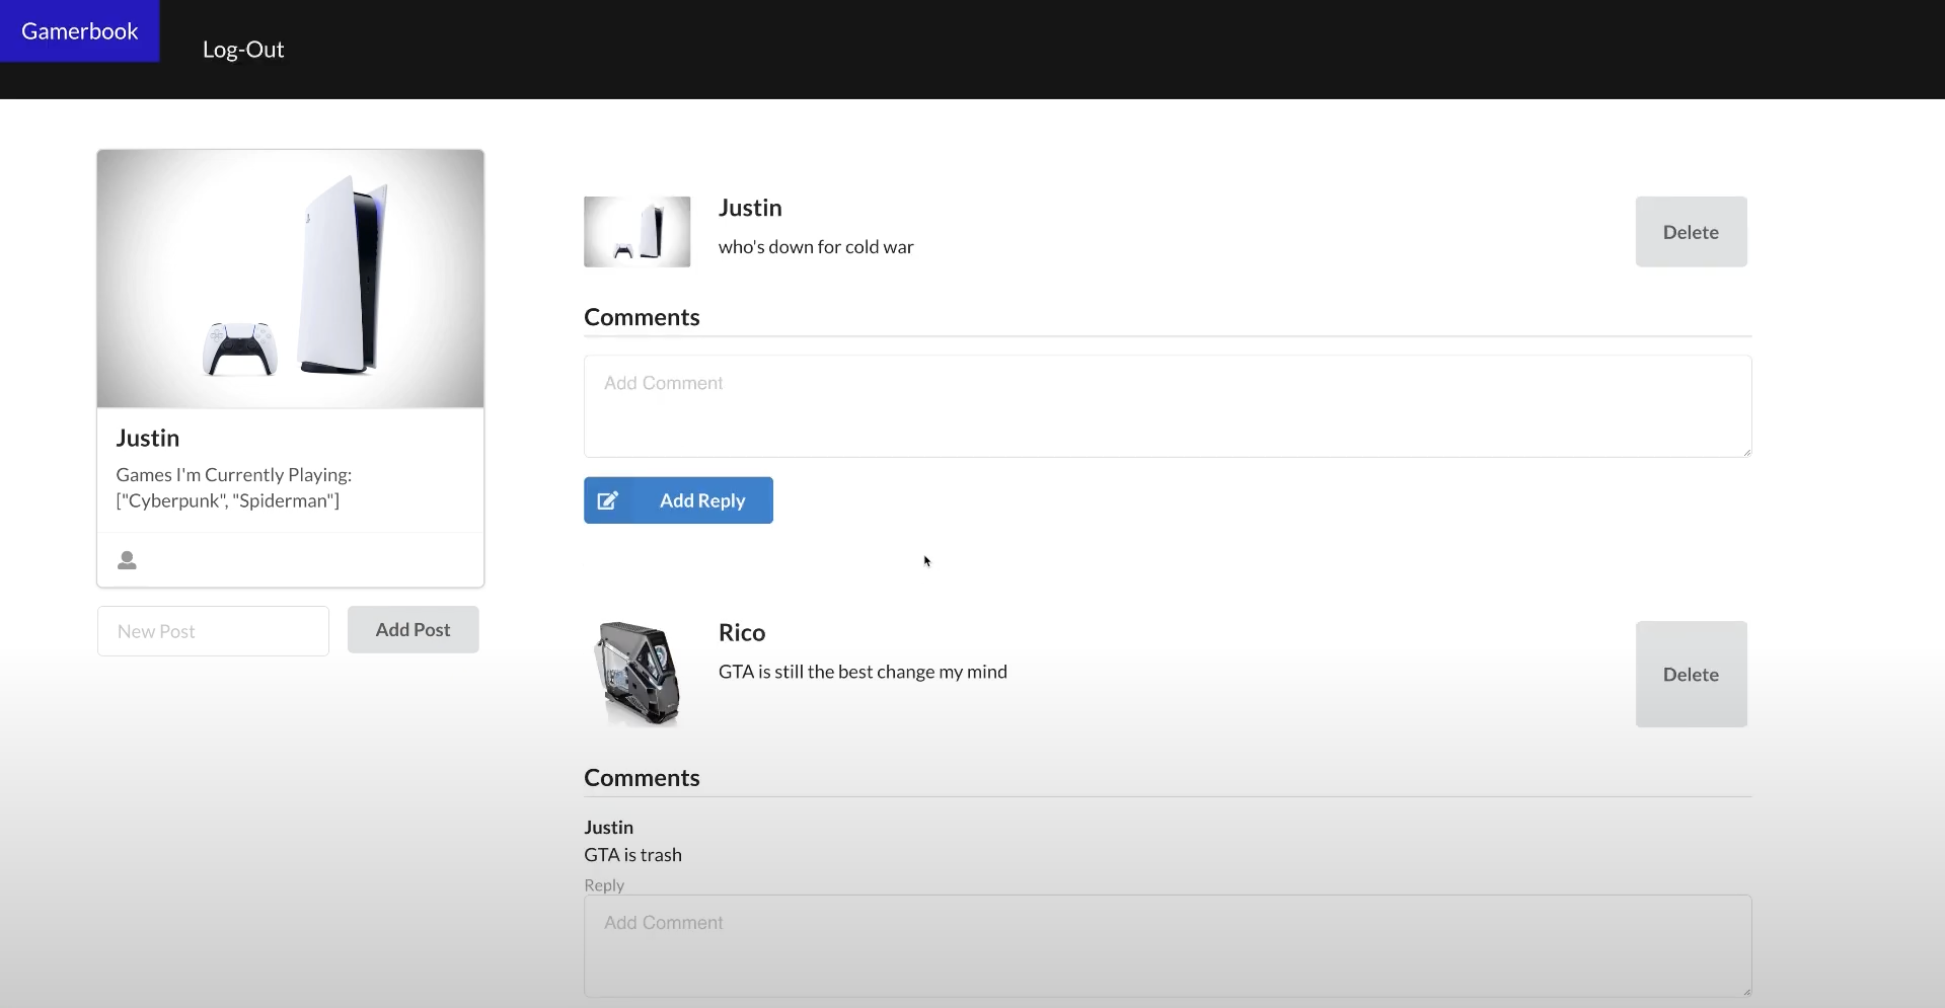 Gamerbook
Log-Out
Justin
Games I'm Currently Playing:
["Cyberpunk", "Spiderman"]
New Post
Add Post
Justin
who's down for cold war
Delete
Comments
Add Comment
Add Reply
Rico
GTA is still the best change my mind
Delete
Comments
Justin
GTA is trash
Reply
Add Comment